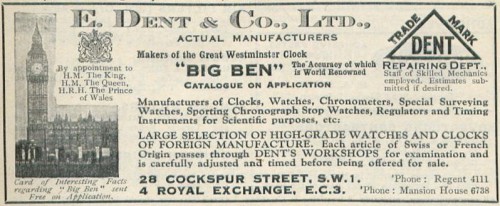 E. DENT & CO., LTD.,
ACTUAL MANUFACTURERS
Makers of the Great Westminster Clock
"BIG BEN" The Accuracy of which is World Renowned
CATALOGUE ON APPLICATION
By appointment to
H.M. The King,
H.M. The Queen,
H.R.H. The Prince
of Wales
TRADE MARK
DENT
REPAIRING DEPT.,
Staff of Skilled Mechanics
employed. Estimates sub-
mitted if desired.
Manufacturers of Clocks, Watches, Chronometers, Special Surveying
Watches, Sporting Chronograph Stop Watches, Regulators and Timing
Instruments for Scientific purposes, etc:
LARGE SELECTION OF HIGH-GRADE WATCHES AND CLOCKS
OF FOREIGN MANUFACTURE. Each article of Swiss or French
Origin passes through DENT'S WORKSHOPS for examination and
is carefully adjusted and timed before being offered for sale.
Card of Interesting Facts
regarding "Big Ben" sent
Free on Application.
28 COCKSPUR STREET, S.W.1. 'Phone: Regent 4111
4 ROYAL EXCHANGE, E.C.3. 'Phone: Mansion House 6738